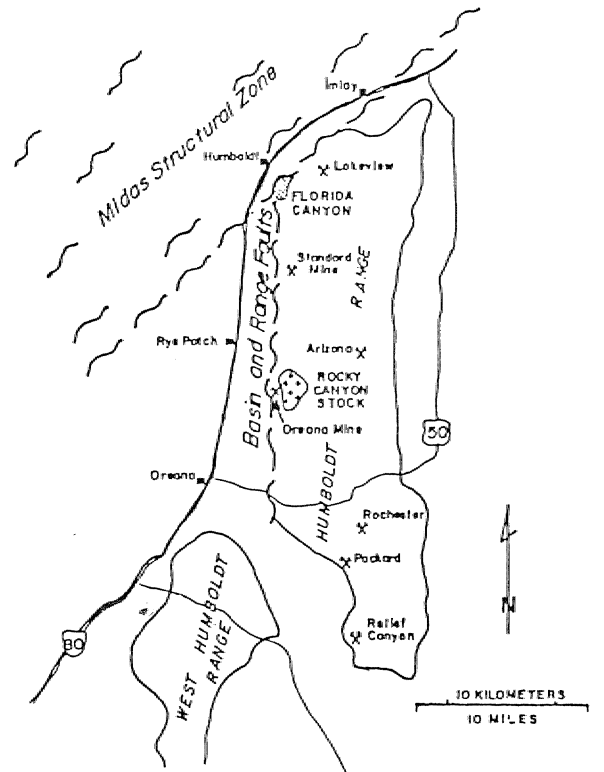 Imlay
Midas Structural Zone
Humboldt
Lakeview
FLORIDA
CANYON
Standard
Mine
RANGE
Basin and Range Faults
Rye Patch
Arizona
ROCKY
CANYON
STOCK
Oreana Mine
50
Oreana
HUMBOLDT
Rochester
Packard
N
WEST HUMBOLDT
RANGE
Relief
Canyon
80
10 KILOMETERS
10 MILES